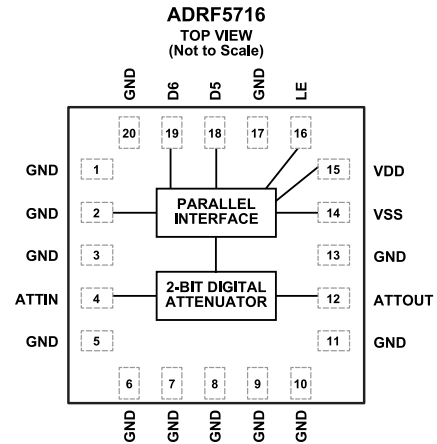 ADRF5716
TOP VIEW
(Not to Scale)
GND D6 D5 GND LE
20 19 18 17 16
GND 1 15 VDD
GND 2 PARALLEL INTERFACE 14 VSS
GND 3 13 GND
ATTIN 4 2-BIT DIGITAL ATTENUATOR 12 ATTOUT
GND 5 11 GND
6 7 8 9 10
GND GND GND GND GND